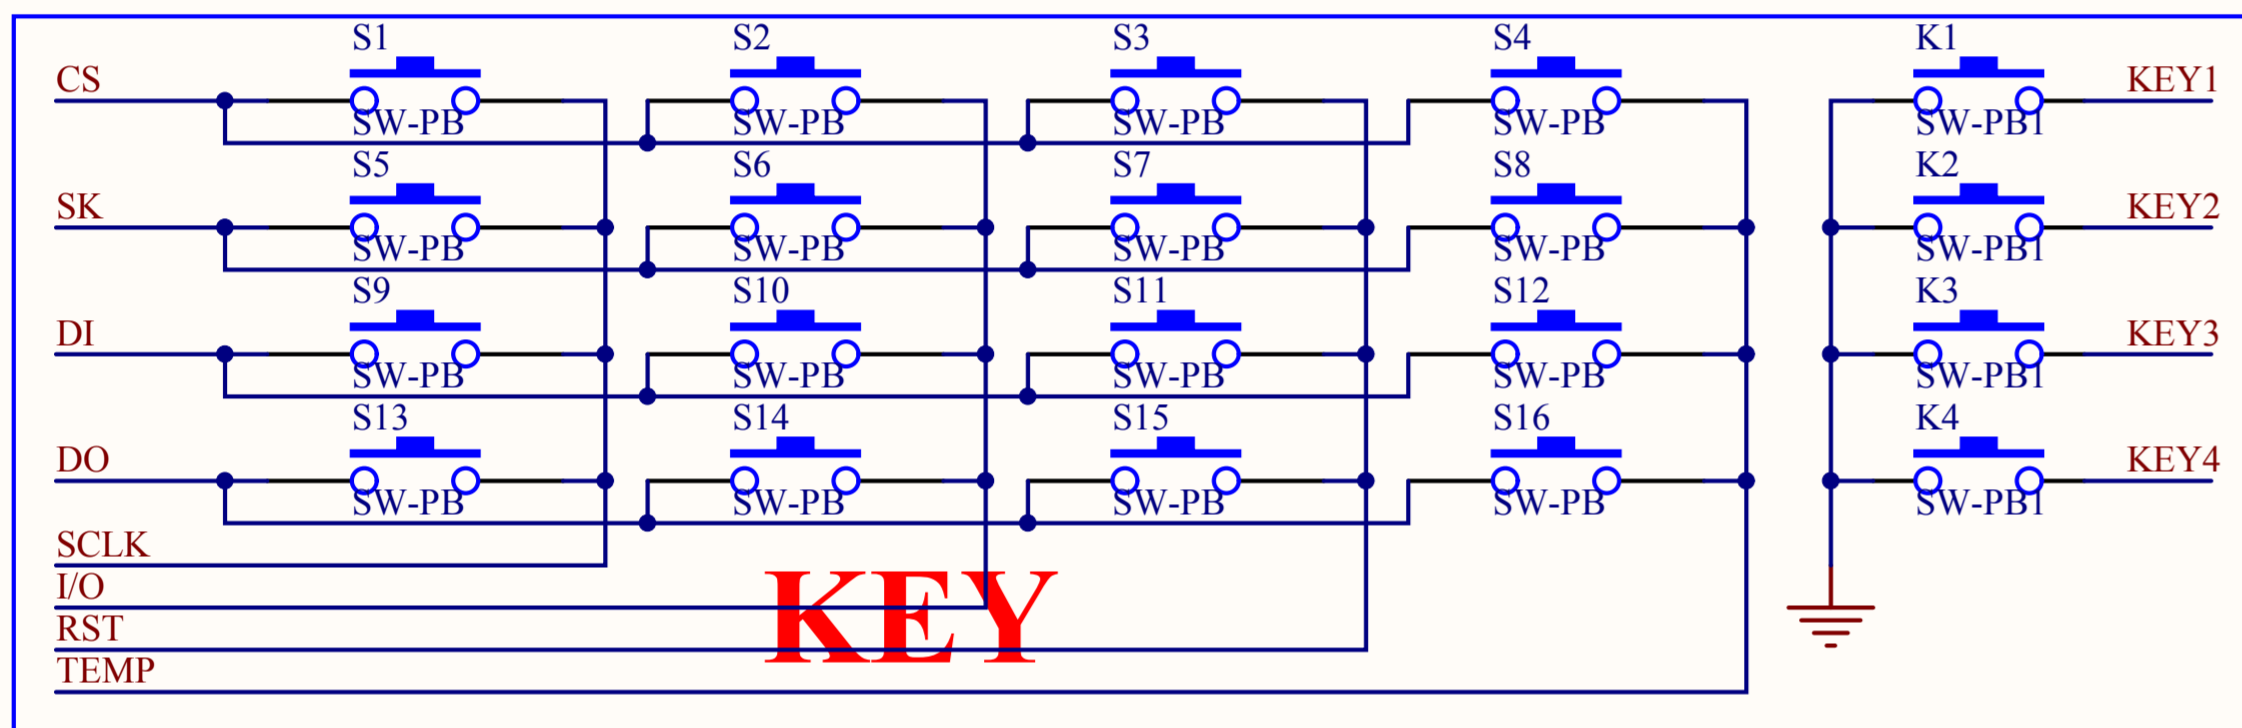 S1 S2 S3 S4 K1
CS KEY1
SW-PB SW-PB SW-PB SW-PB SW-PB1
S5 S6 S7 S8 K2
SK KEY2
SW-PB SW-PB SW-PB SW-PB SW-PB1
S9 S10 S11 S12 K3
DI KEY3
SW-PB SW-PB SW-PB SW-PB SW-PB1
S13 S14 S15 S16 K4
DO KEY4
SW-PB SW-PB SW-PB SW-PB SW-PB1
SCLK
I/O
KEY
RST
TEMP